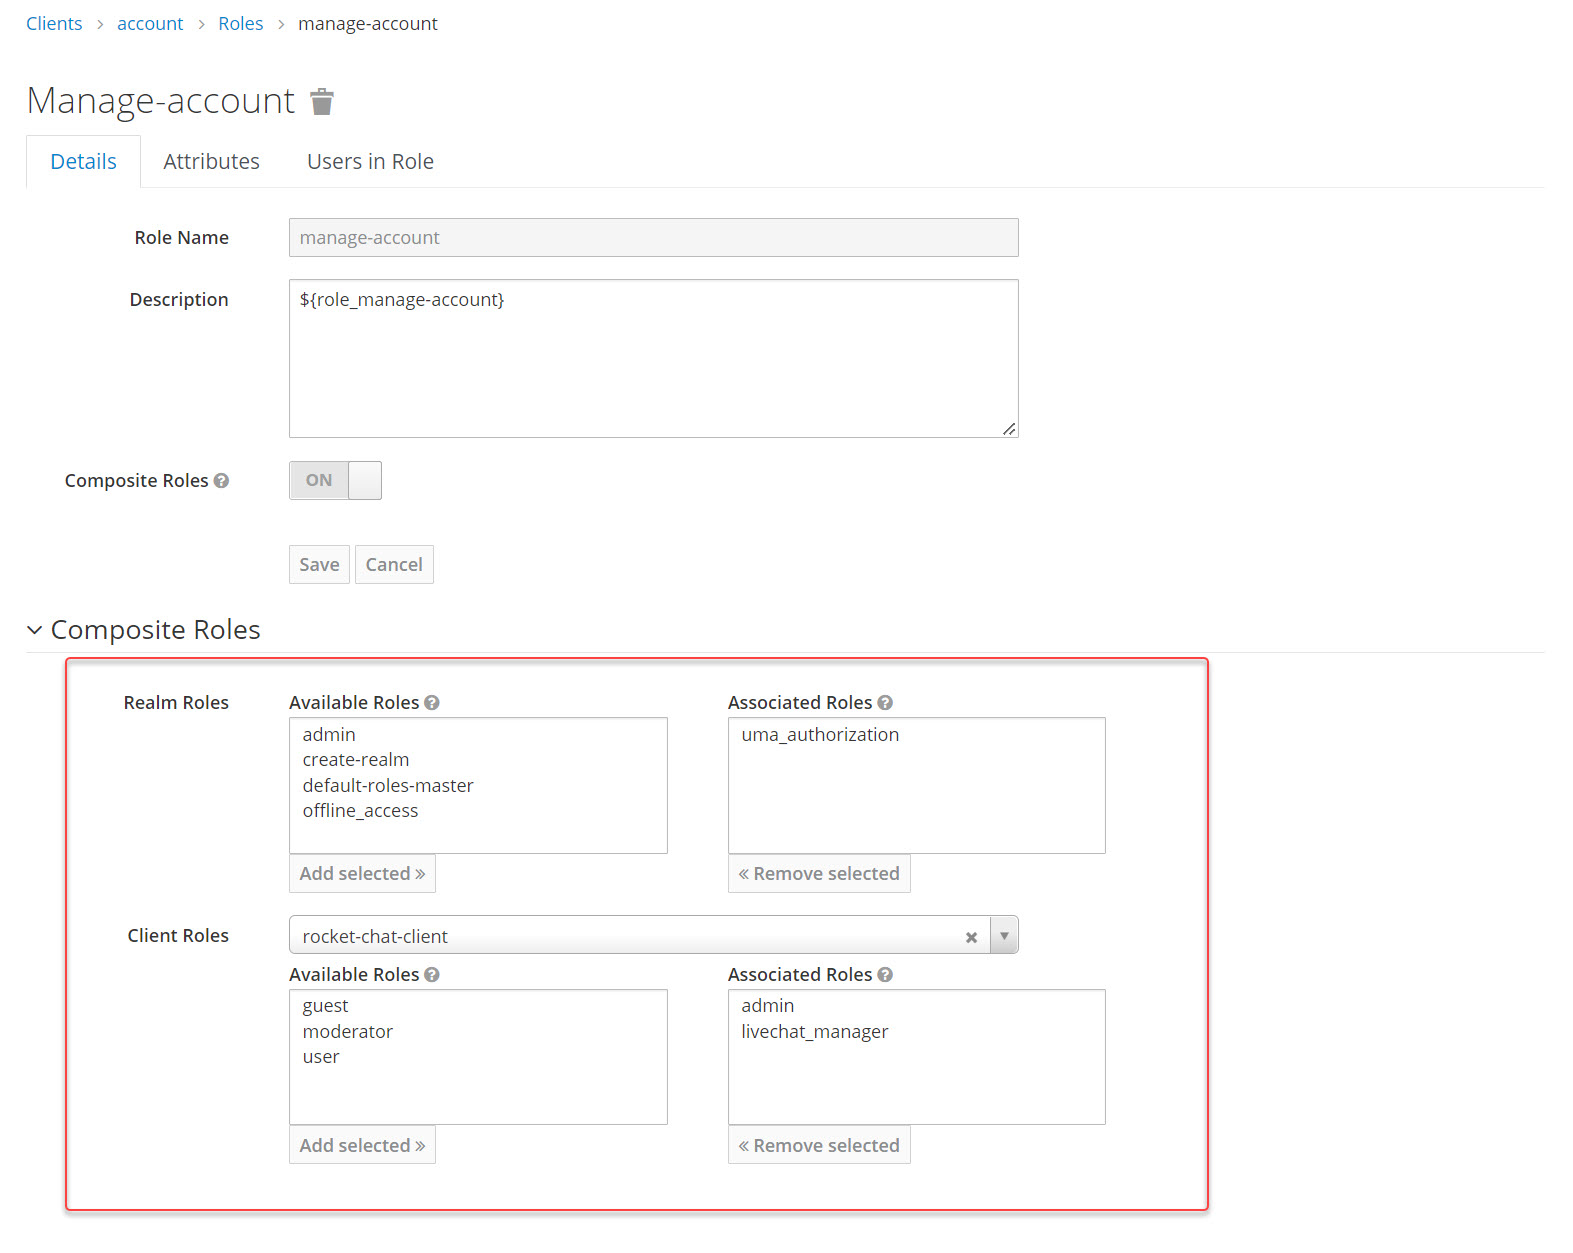 Clients > account > Roles > manage-account
Manage-account
Details Attributes Users in Role
Role Name manage-account
Description ${role_manage-account}
Composite Roles ON
Save Cancel
Composite Roles
Realm Roles Available Roles Associated Roles
admin uma_authorization
create-realm
default-roles-master
offline_access
Add selected » « Remove selected
Client Roles rocket-chat-client
Available Roles Associated Roles
guest admin
moderator livechat_manager
user
Add selected » « Remove selected